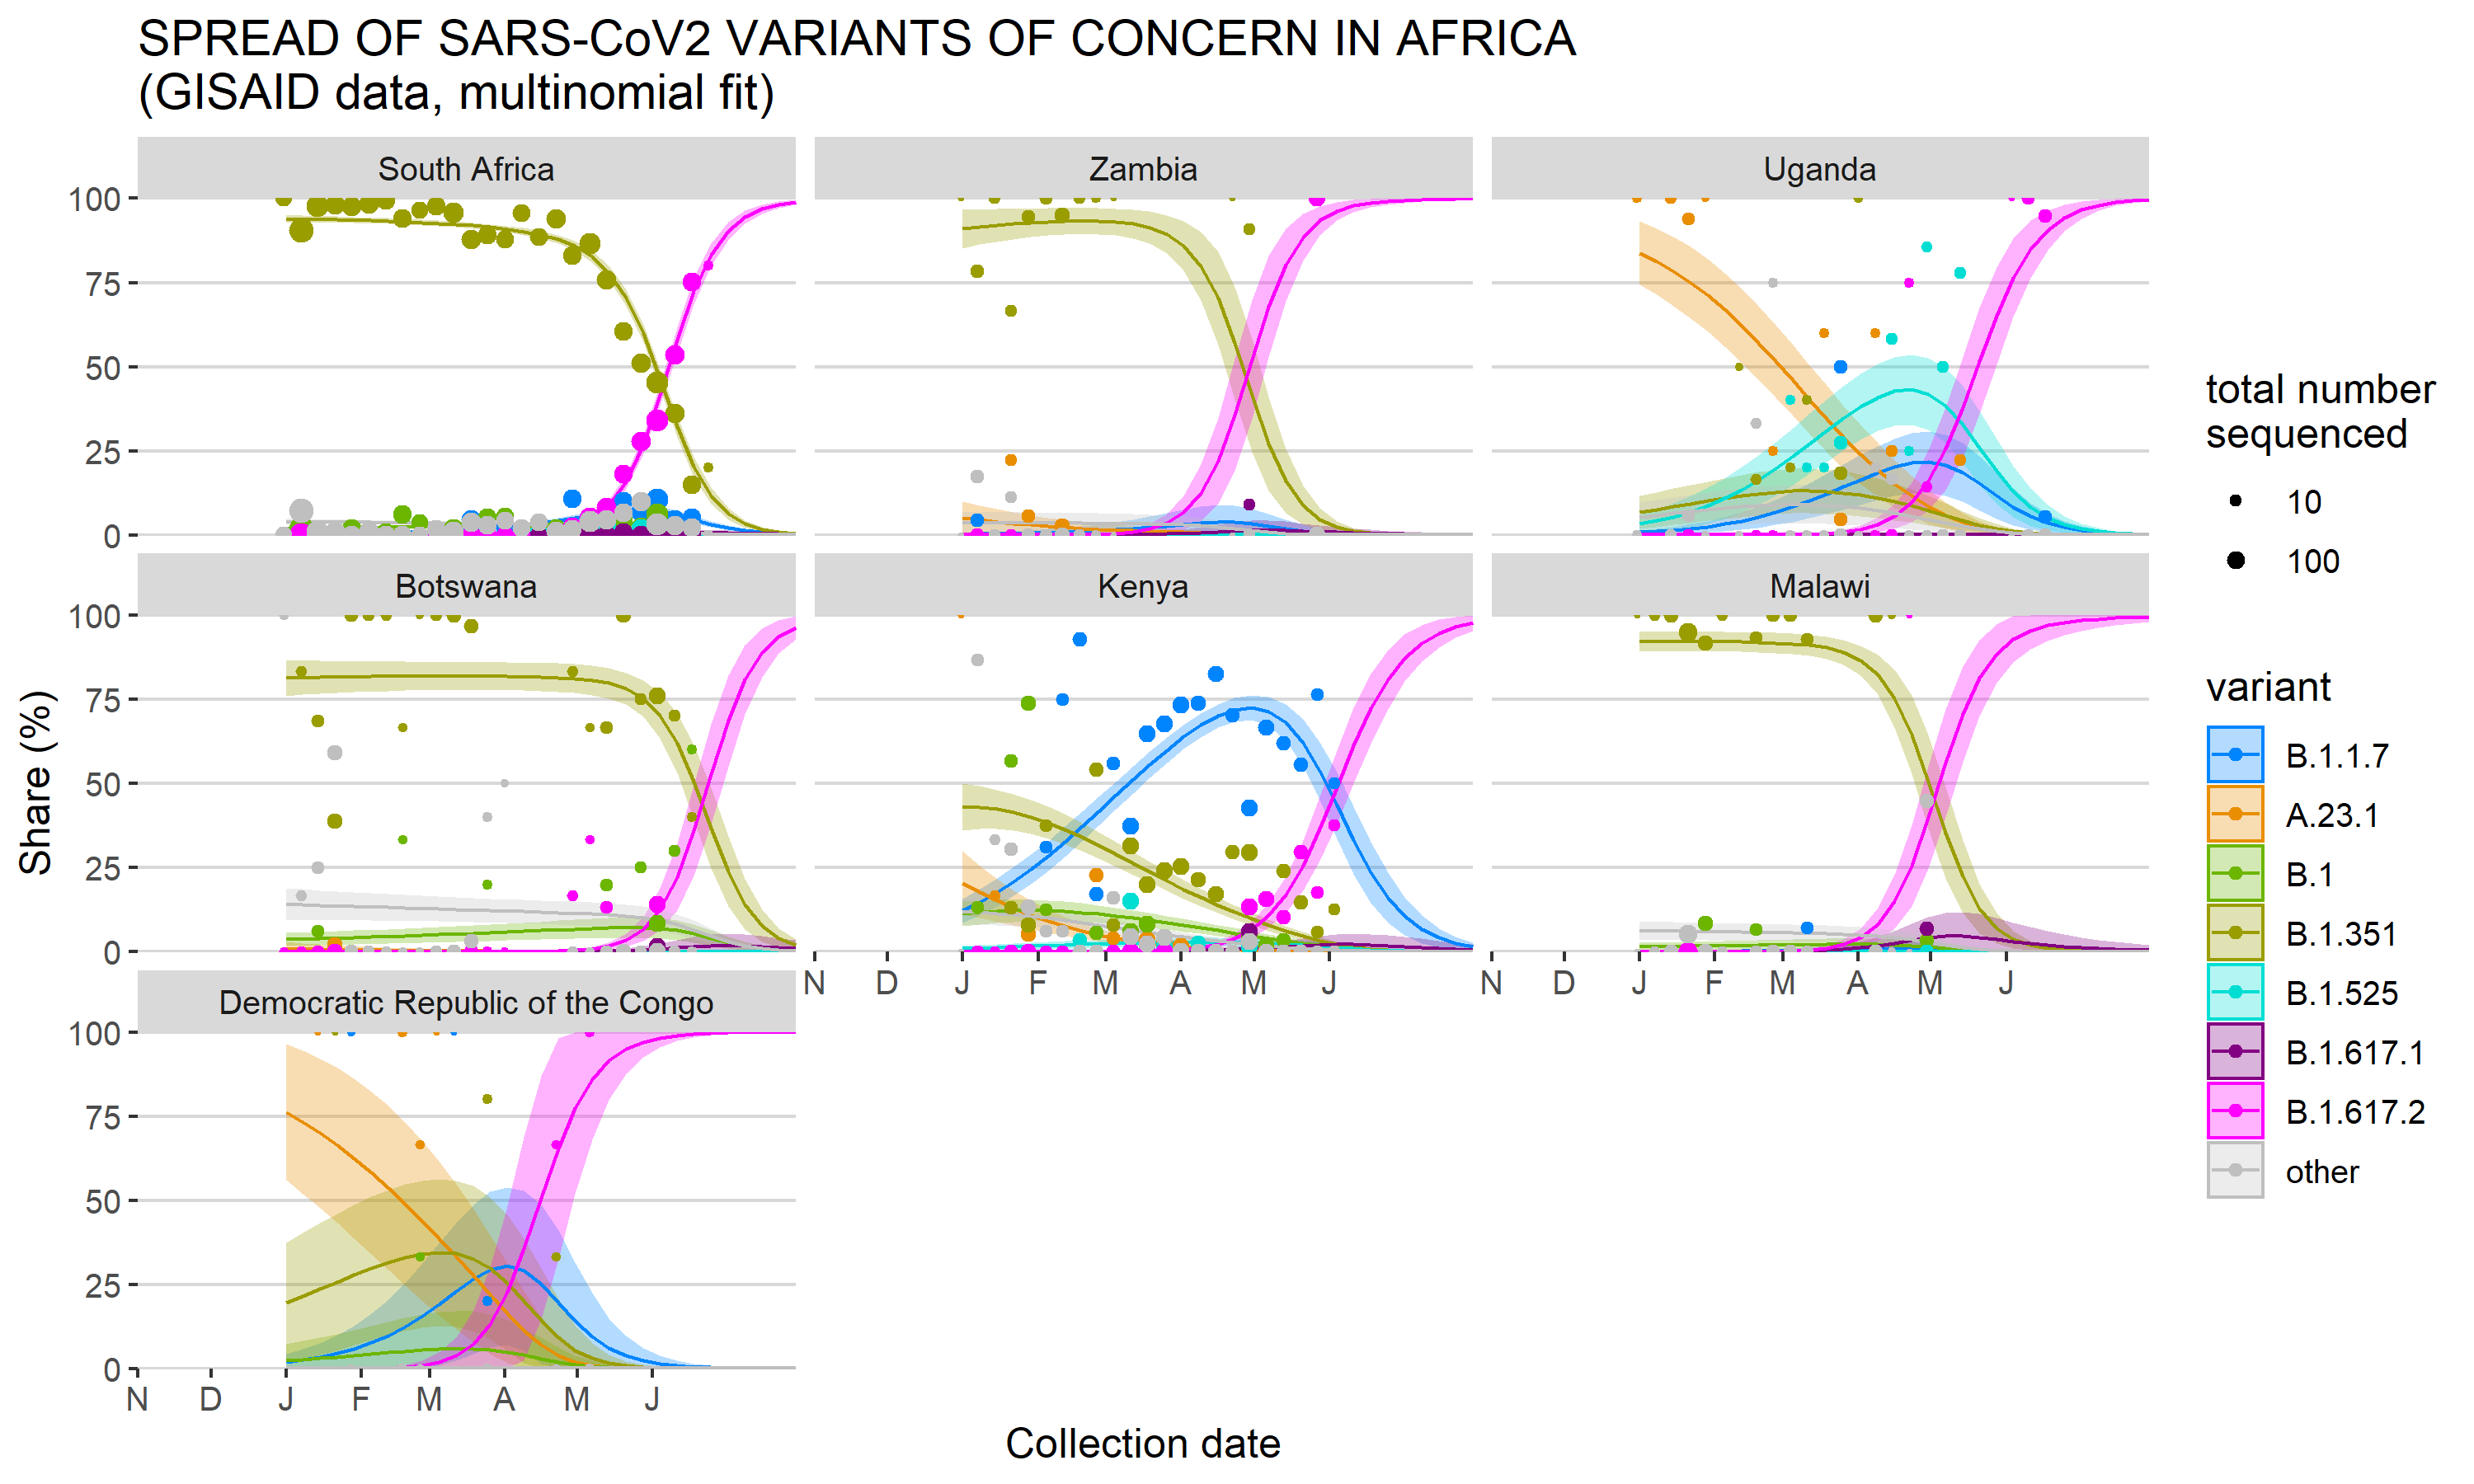 SPREAD OF SARS-CoV2 VARIANTS OF CONCERN IN AFRICA
(GISAID data, multinomial fit)
South Africa
Zambia
Uganda
100
75
50
25
0
Botswana
Kenya
Malawi
100
75
50
25
0
N D J F M A M J
N D J F M A M J
Democratic Republic of the Congo
100
75
50
25
0
N D J F M A M J
Share (%)
Collection date
total number
sequenced
10
100
variant
B.1.1.7
A.23.1
B.1
B.1.351
B.1.525
B.1.617.1
B.1.617.2
other